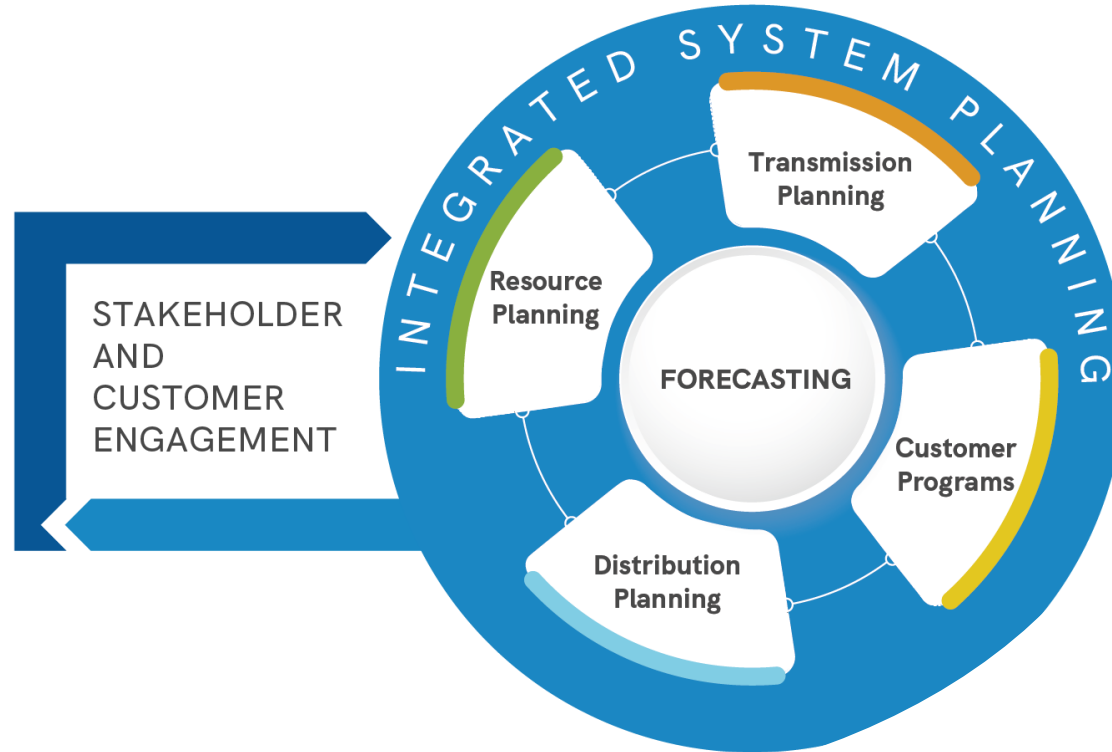 INTEGRATED SYSTEM PLANNING
Transmission
Planning
Resource
Planning
STAKEHOLDER
AND
CUSTOMER
ENGAGEMENT
FORECASTING
Customer
Programs
Distribution
Planning